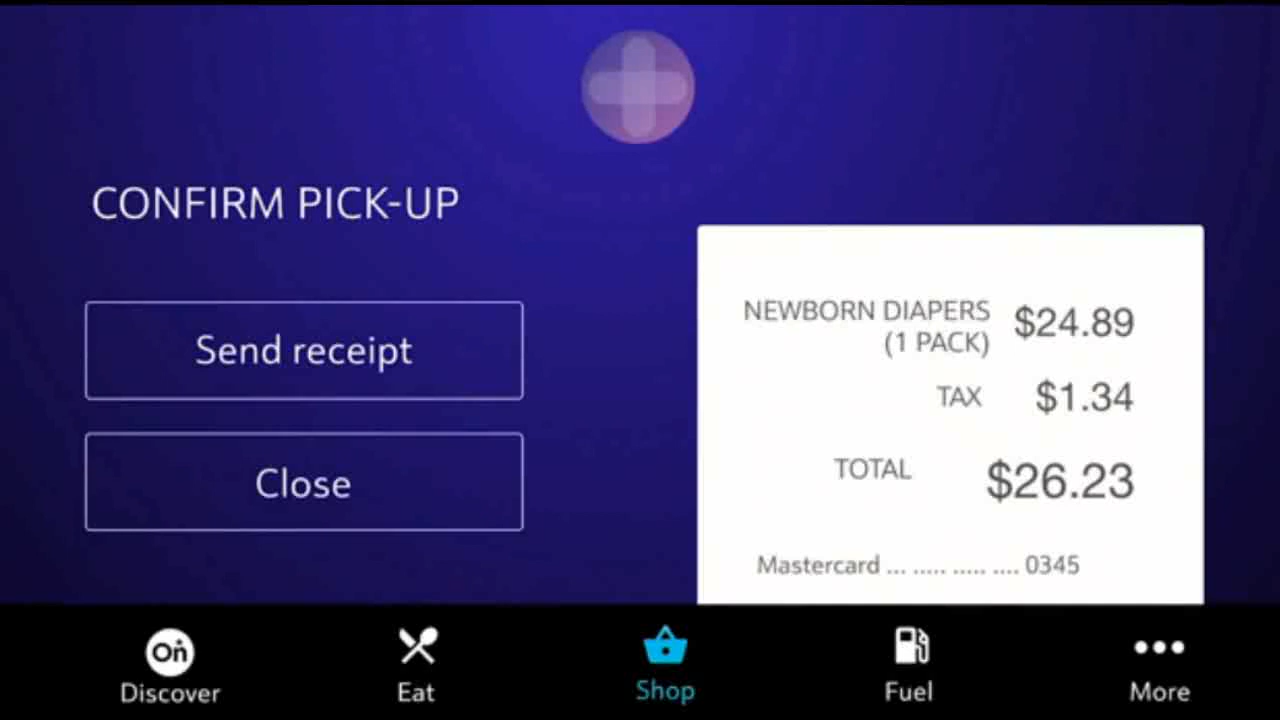 CONFIRM PICK-UP
Send receipt
Close
NEWBORN DIAPERS $24.89
(1 PACK)
TAX $1.34
TOTAL $26.23
Mastercard ... ..... ..... .... 0345
On
Discover
Eat
Shop
Fuel
More